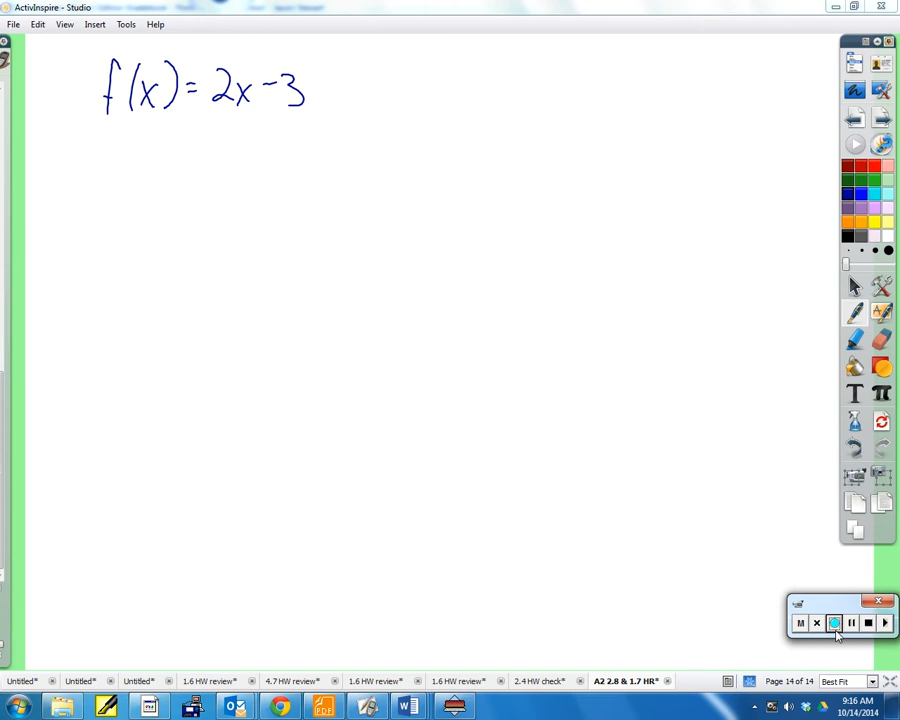 ActivInspire - Studio
File Edit View Insert Tools Help
f(x) = 2x - 3
T π
M
Untitled* Untitled* Untitled* 1.6 HW review* 4.7 HW review* 1.6 HW review* 1.6 HW review* 2.4 HW check* A2 2.8 & 1.7 HR* Page 14 of 14 Best Fit
PDF
9:16 AM
10/14/2014